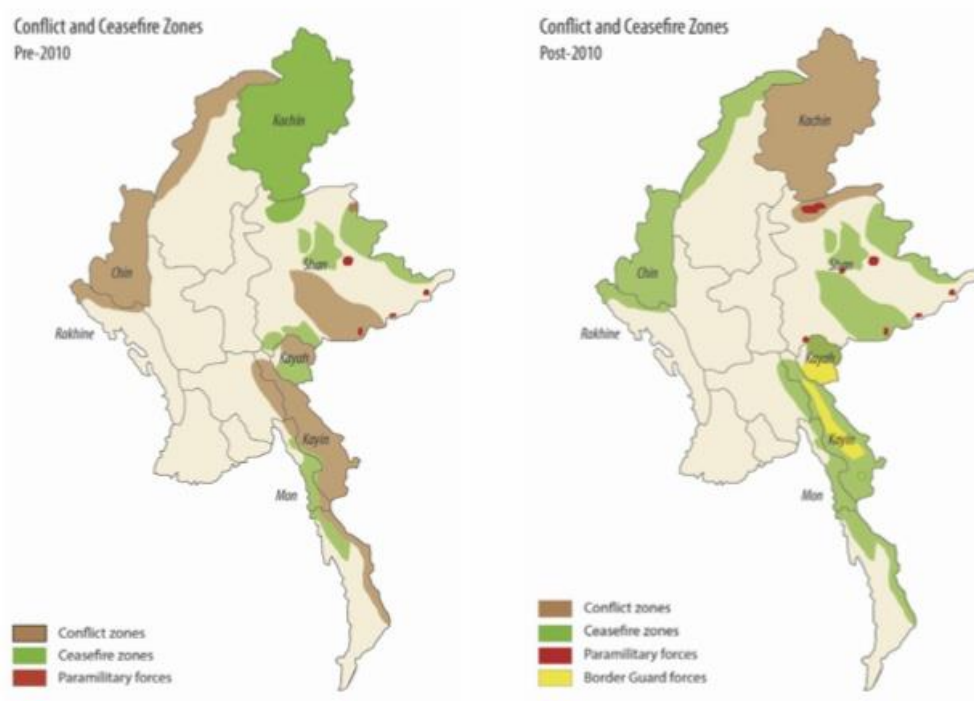 Conflict and Ceasefire Zones
Pre-2010
Kachin
Shan
Chin
Rakhine
Kayah
Kayin
Mon
Conflict zones
Ceasefire zones
Paramilitary forces
Conflict and Ceasefire Zones
Post-2010
Kachin
Shan
Chin
Rakhine
Kayah
Kayin
Mon
Conflict zones
Ceasefire zones
Paramilitary forces
Border Guard forces